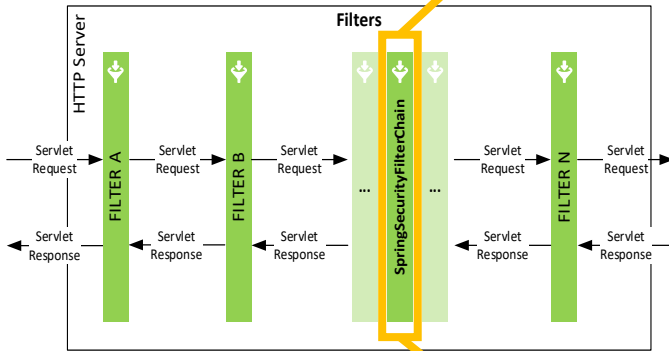 Filters
HTTP Server
Servlet
Request
FILTER A
Servlet
Request
FILTER B
Servlet
Request
...
SpringSecurityFilterChain
...
Servlet
Request
FILTER N
Servlet
Request
Servlet
Response
Servlet
Response
Servlet
Response
Servlet
Response
Servlet
Response